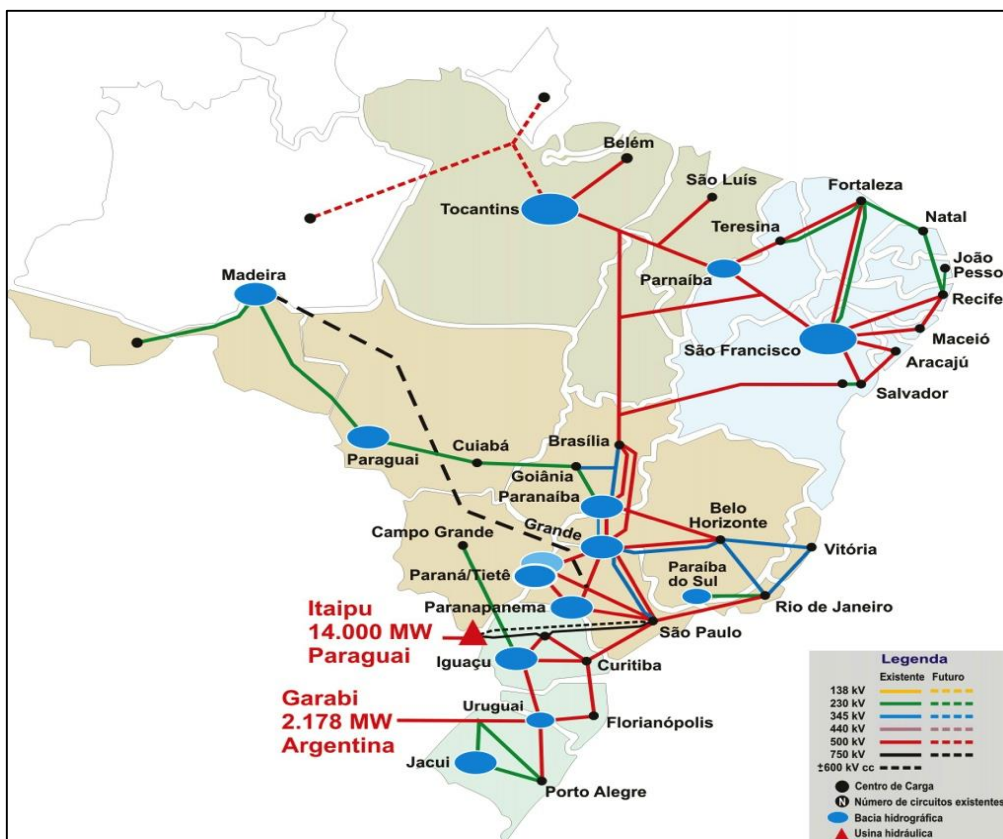 Belém
São Luís
Fortaleza
Tocantins
Teresina
Natal
João
Pesso
Madeira
Parnaíba
Recife
São Francisco
Maceió
Aracajú
Salvador
Brasília
Cuiabá
Paraguai
Goiânia
Paranaíba
Belo
Horizonte
Grande
Campo Grande
Vitória
Paraíba
do Sul
Paraná/Tietê
Paranapanema
Rio de Janeiro
Itaipu
14.000 MW
Paraguai
São Paulo
Iguaçu
Curitiba
Garabi
2.178 MW
Argentina
Uruguai
Florianópolis
Jacui
Porto Alegre
Legenda
Existente Futuro
138 kV
230 kV
345 kV
440 kV
500 kV
750 kV
±600 kV cc
Centro de Carga
N Número de circuitos existentes
Bacia hidrográfica
Usina hidráulica